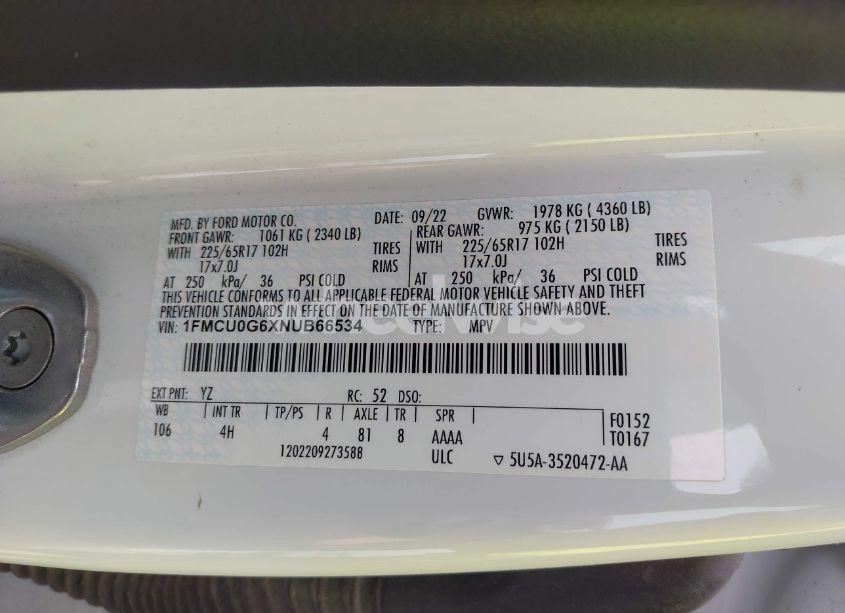 MFD. BY FORD MOTOR CO. DATE: 09/22 GVWR: 1978 KG ( 4360 LB)
FRONT GAWR: 1061 KG ( 2340 LB) REAR GAWR: 975 KG ( 2150 LB)
WITH 225/65R17 102H TIRES WITH 225/65R17 102H TIRES
17x7.0J RIMS 17x7.0J RIMS
AT 250 kPa/ 36 PSI COLD AT 250 kPa/ 36 PSI COLD
THIS VEHICLE CONFORMS TO ALL APPLICABLE FEDERAL MOTOR VEHICLE SAFETY AND THEFT
PREVENTION STANDARDS IN EFFECT ON THE DATE OF MANUFACTURE SHOWN ABOVE.
VIN: 1FMCU0G6XNUB66534 TYPE: MPV
EXT PNT: YZ RC: 52 DSO:
WB INT TR TP/PS R AXLE TR SPR F0152
106 4H 4 81 8 AAAA T0167
1202209273588 ULC ▽ 5U5A-3520472-AA